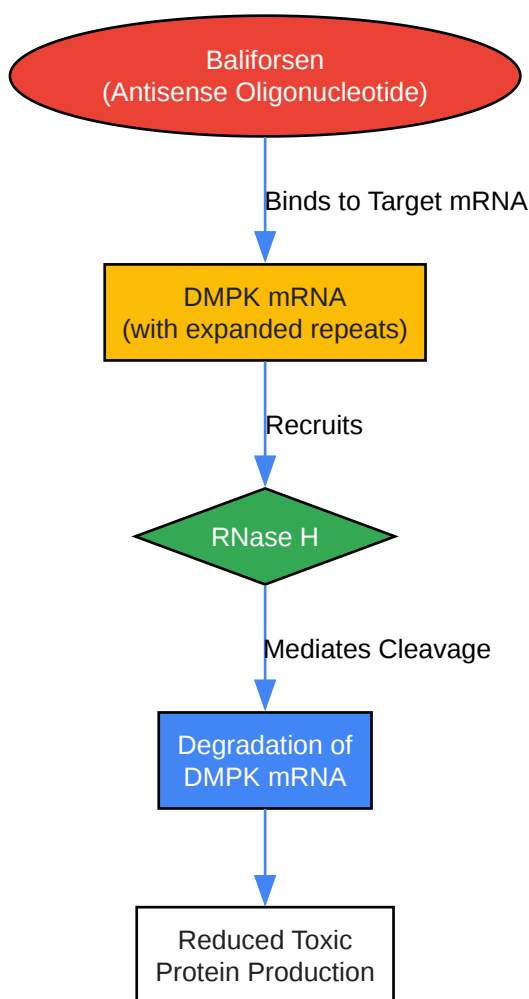 Baliforsen
(Antisense Oligonucleotide)
Binds to Target mRNA
DMPK mRNA
(with expanded repeats)
Recruits
RNase H
Mediates Cleavage
Degradation of
DMPK mRNA
Reduced Toxic
Protein Production